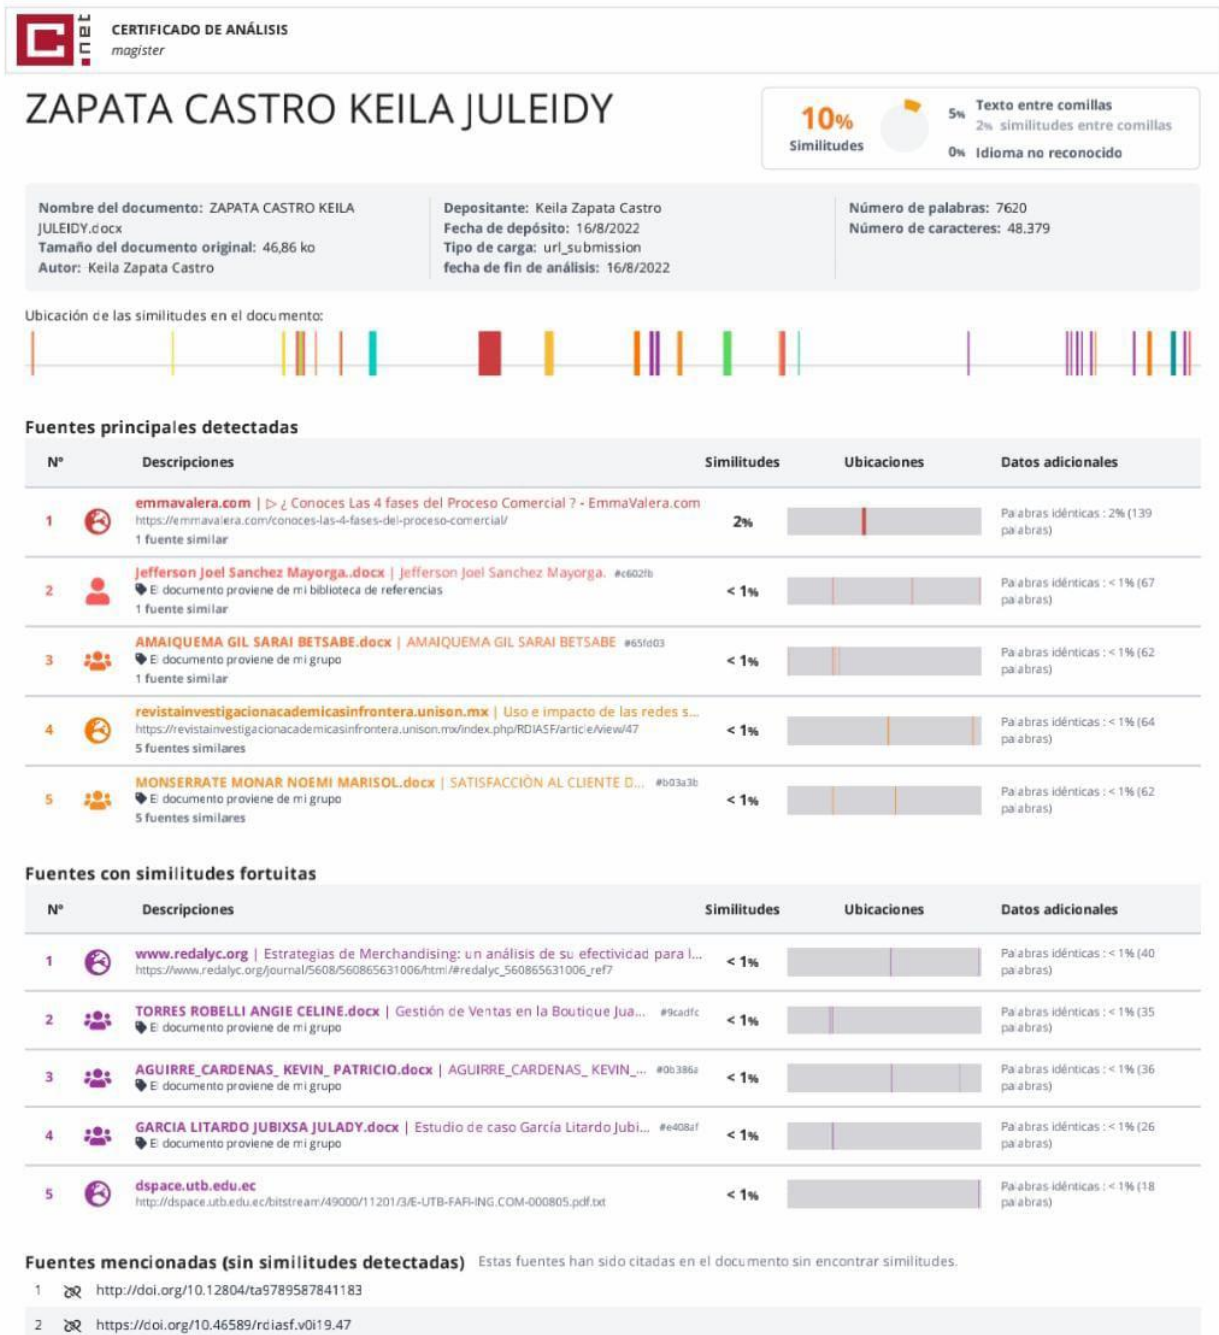 C .net
CERTIFICADO DE ANÁLISIS
magister
ZAPATA CASTRO KEILA JULEIDY
10%
Similitudes
5% Texto entre comillas
2% similitudes entre comillas
0% Idioma no reconocido
Nombre del documento: ZAPATA CASTRO KEILA
JULEIDY.docx
Tamaño del documento original: 46,86 ko
Autor: Keila Zapata Castro
Depositante: Keila Zapata Castro
Fecha de depósito: 16/8/2022
Tipo de carga: url_submission
fecha de fin de análisis: 16/8/2022
Número de palabras: 7620
Número de caracteres: 48.379
Ubicación de las similitudes en el documento:
Fuentes principales detectadas
Nº Descripciones Similitudes Ubicaciones Datos adicionales
1 emmavalera.com | ▷ ¿ Conoces Las 4 fases del Proceso Comercial ? - EmmaValera.com
https://emmavalera.com/conoces-las-4-fases-del-proceso-comercial/
1 fuente similar
2%
Palabras idénticas : 2% (139
palabras)
2 Jefferson Joel Sanchez Mayorga..docx | Jefferson Joel Sanchez Mayorga. #c602fb
El documento proviene de mi biblioteca de referencias
1 fuente similar
< 1%
Palabras idénticas : < 1% (67
palabras)
3 AMAIQUEMA GIL SARAI BETSABE.docx | AMAIQUEMA GIL SARAI BETSABE #65fd03
El documento proviene de mi grupo
1 fuente similar
< 1%
Palabras idénticas : < 1% (62
palabras)
4 revistainvestigacionacademicasinfrontera.unison.mx | Uso e impacto de las redes s...
https://revistainvestigacionacademicasinfrontera.unison.mx/index.php/RDIASF/article/view/47
5 fuentes similares
< 1%
Palabras idénticas : < 1% (64
palabras)
5 MONSERRATE MONAR NOEMI MARISOL.docx | SATISFACCIÒN AL CLIENTE D... #b03a3b
El documento proviene de mi grupo
5 fuentes similares
< 1%
Palabras idénticas : < 1% (62
palabras)
Fuentes con similitudes fortuitas
Nº Descripciones Similitudes Ubicaciones Datos adicionales
1 www.redalyc.org | Estrategias de Merchandising: un análisis de su efectividad para l...
https://www.redalyc.org/journal/5608/560865631006/html/#redalyc_560865631006_ref7
< 1%
Palabras idénticas : < 1% (40
palabras)
2 TORRES ROBELLI ANGIE CELINE.docx | Gestión de Ventas en la Boutique Jua... #9cadfc
El documento proviene de mi grupo
< 1%
Palabras idénticas : < 1% (35
palabras)
3 AGUIRRE_CARDENAS_ KEVIN_ PATRICIO.docx | AGUIRRE_CARDENAS_ KEVIN_... #0b386a
El documento proviene de mi grupo
< 1%
Palabras idénticas : < 1% (36
palabras)
4 GARCIA LITARDO JUBIXSA JULADY.docx | Estudio de caso García Litardo Jubi... #e408af
El documento proviene de mi grupo
< 1%
Palabras idénticas : < 1% (26
palabras)
5 dspace.utb.edu.ec
http://dspace.utb.edu.ec/bitstream/49000/11201/3/E-UTB-FAFI-ING.COM-000805.pdf.txt
< 1%
Palabras idénticas : < 1% (18
palabras)
Fuentes mencionadas (sin similitudes detectadas) Estas fuentes han sido citadas en el documento sin encontrar similitudes.
1 http://doi.org/10.12804/ta9789587841183
2 https://doi.org/10.46589/rdiasf.v0i19.47